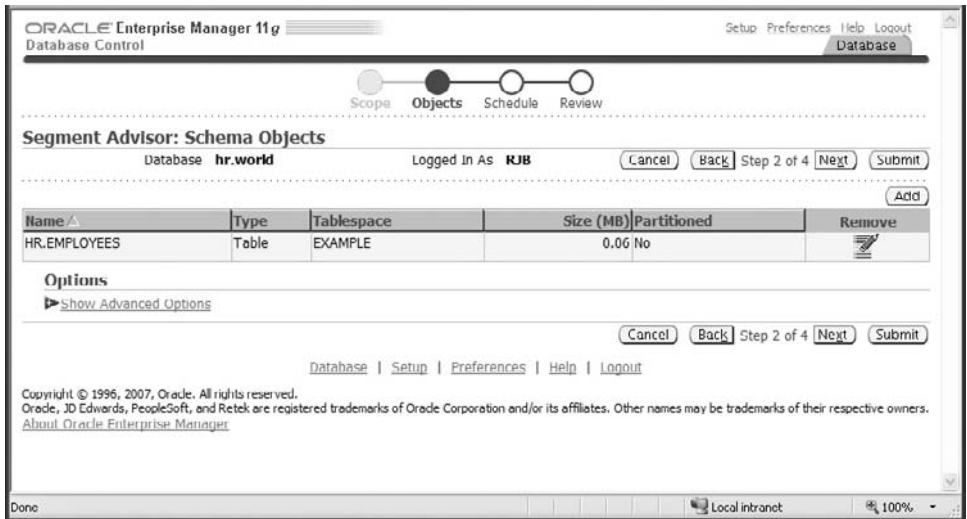 ORACLE Enterprise Manager 11g
Database Control
Setup Preferences Help Logout
Database
Scope Objects Schedule Review
Segment Advisor: Schema Objects
Database hr.world Logged In As RJB Cancel Back Step 2 of 4 Next Submit
Add
Name Type Tablespace Size (MB) Partitioned Remove
HR.EMPLOYEES Table EXAMPLE 0.06 No
Options
Show Advanced Options
Cancel Back Step 2 of 4 Next Submit
Database | Setup | Preferences | Help | Logout
Copyright © 1996, 2007, Oracle. All rights reserved.
Oracle, JD Edwards, PeopleSoft, and Retek are registered trademarks of Oracle Corporation and/or its affiliates. Other names may be trademarks of their respective owners.
About Oracle Enterprise Manager
Done Local intranet 100%